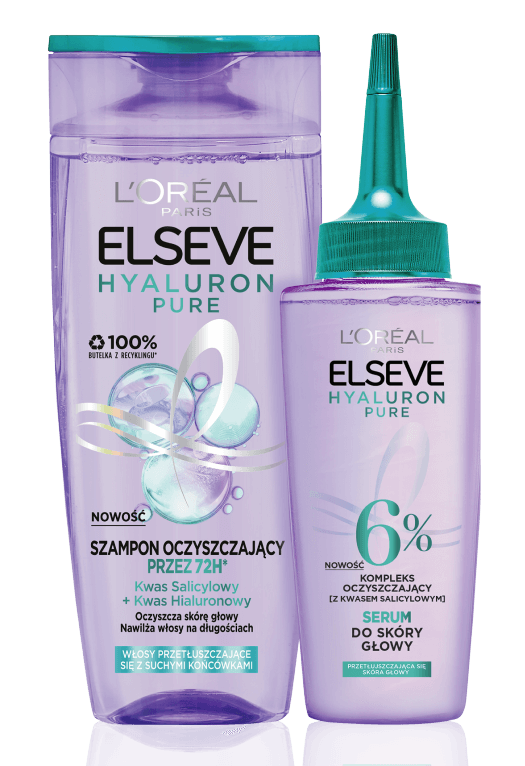 L'ORÉAL
PARIS
ELSEVE
HYALURON
PURE
100%
BUTELKA Z RECYKLINGU*
NOWOŚĆ
SZAMPON OCZYSZCZAJĄCY
PRZEZ 72H*
Kwas Salicylowy
+ Kwas Hialuronowy
Oczyszcza skórę głowy
Nawilża włosy na długościach
WŁOSY PRZETŁUSZCZAJĄCE
SIĘ Z SUCHYMI KOŃCÓWKAMI
L'ORÉAL
PARIS
ELSEVE
HYALURON
PURE
6%
NOWOŚĆ
KOMPLEKS
OCZYSZCZAJĄCY
[Z KWASEM SALICYLOWYM]
SERUM
DO SKÓRY
GŁOWY
PRZETŁUSZCZAJĄCA SIĘ
SKÓRA GŁOWY